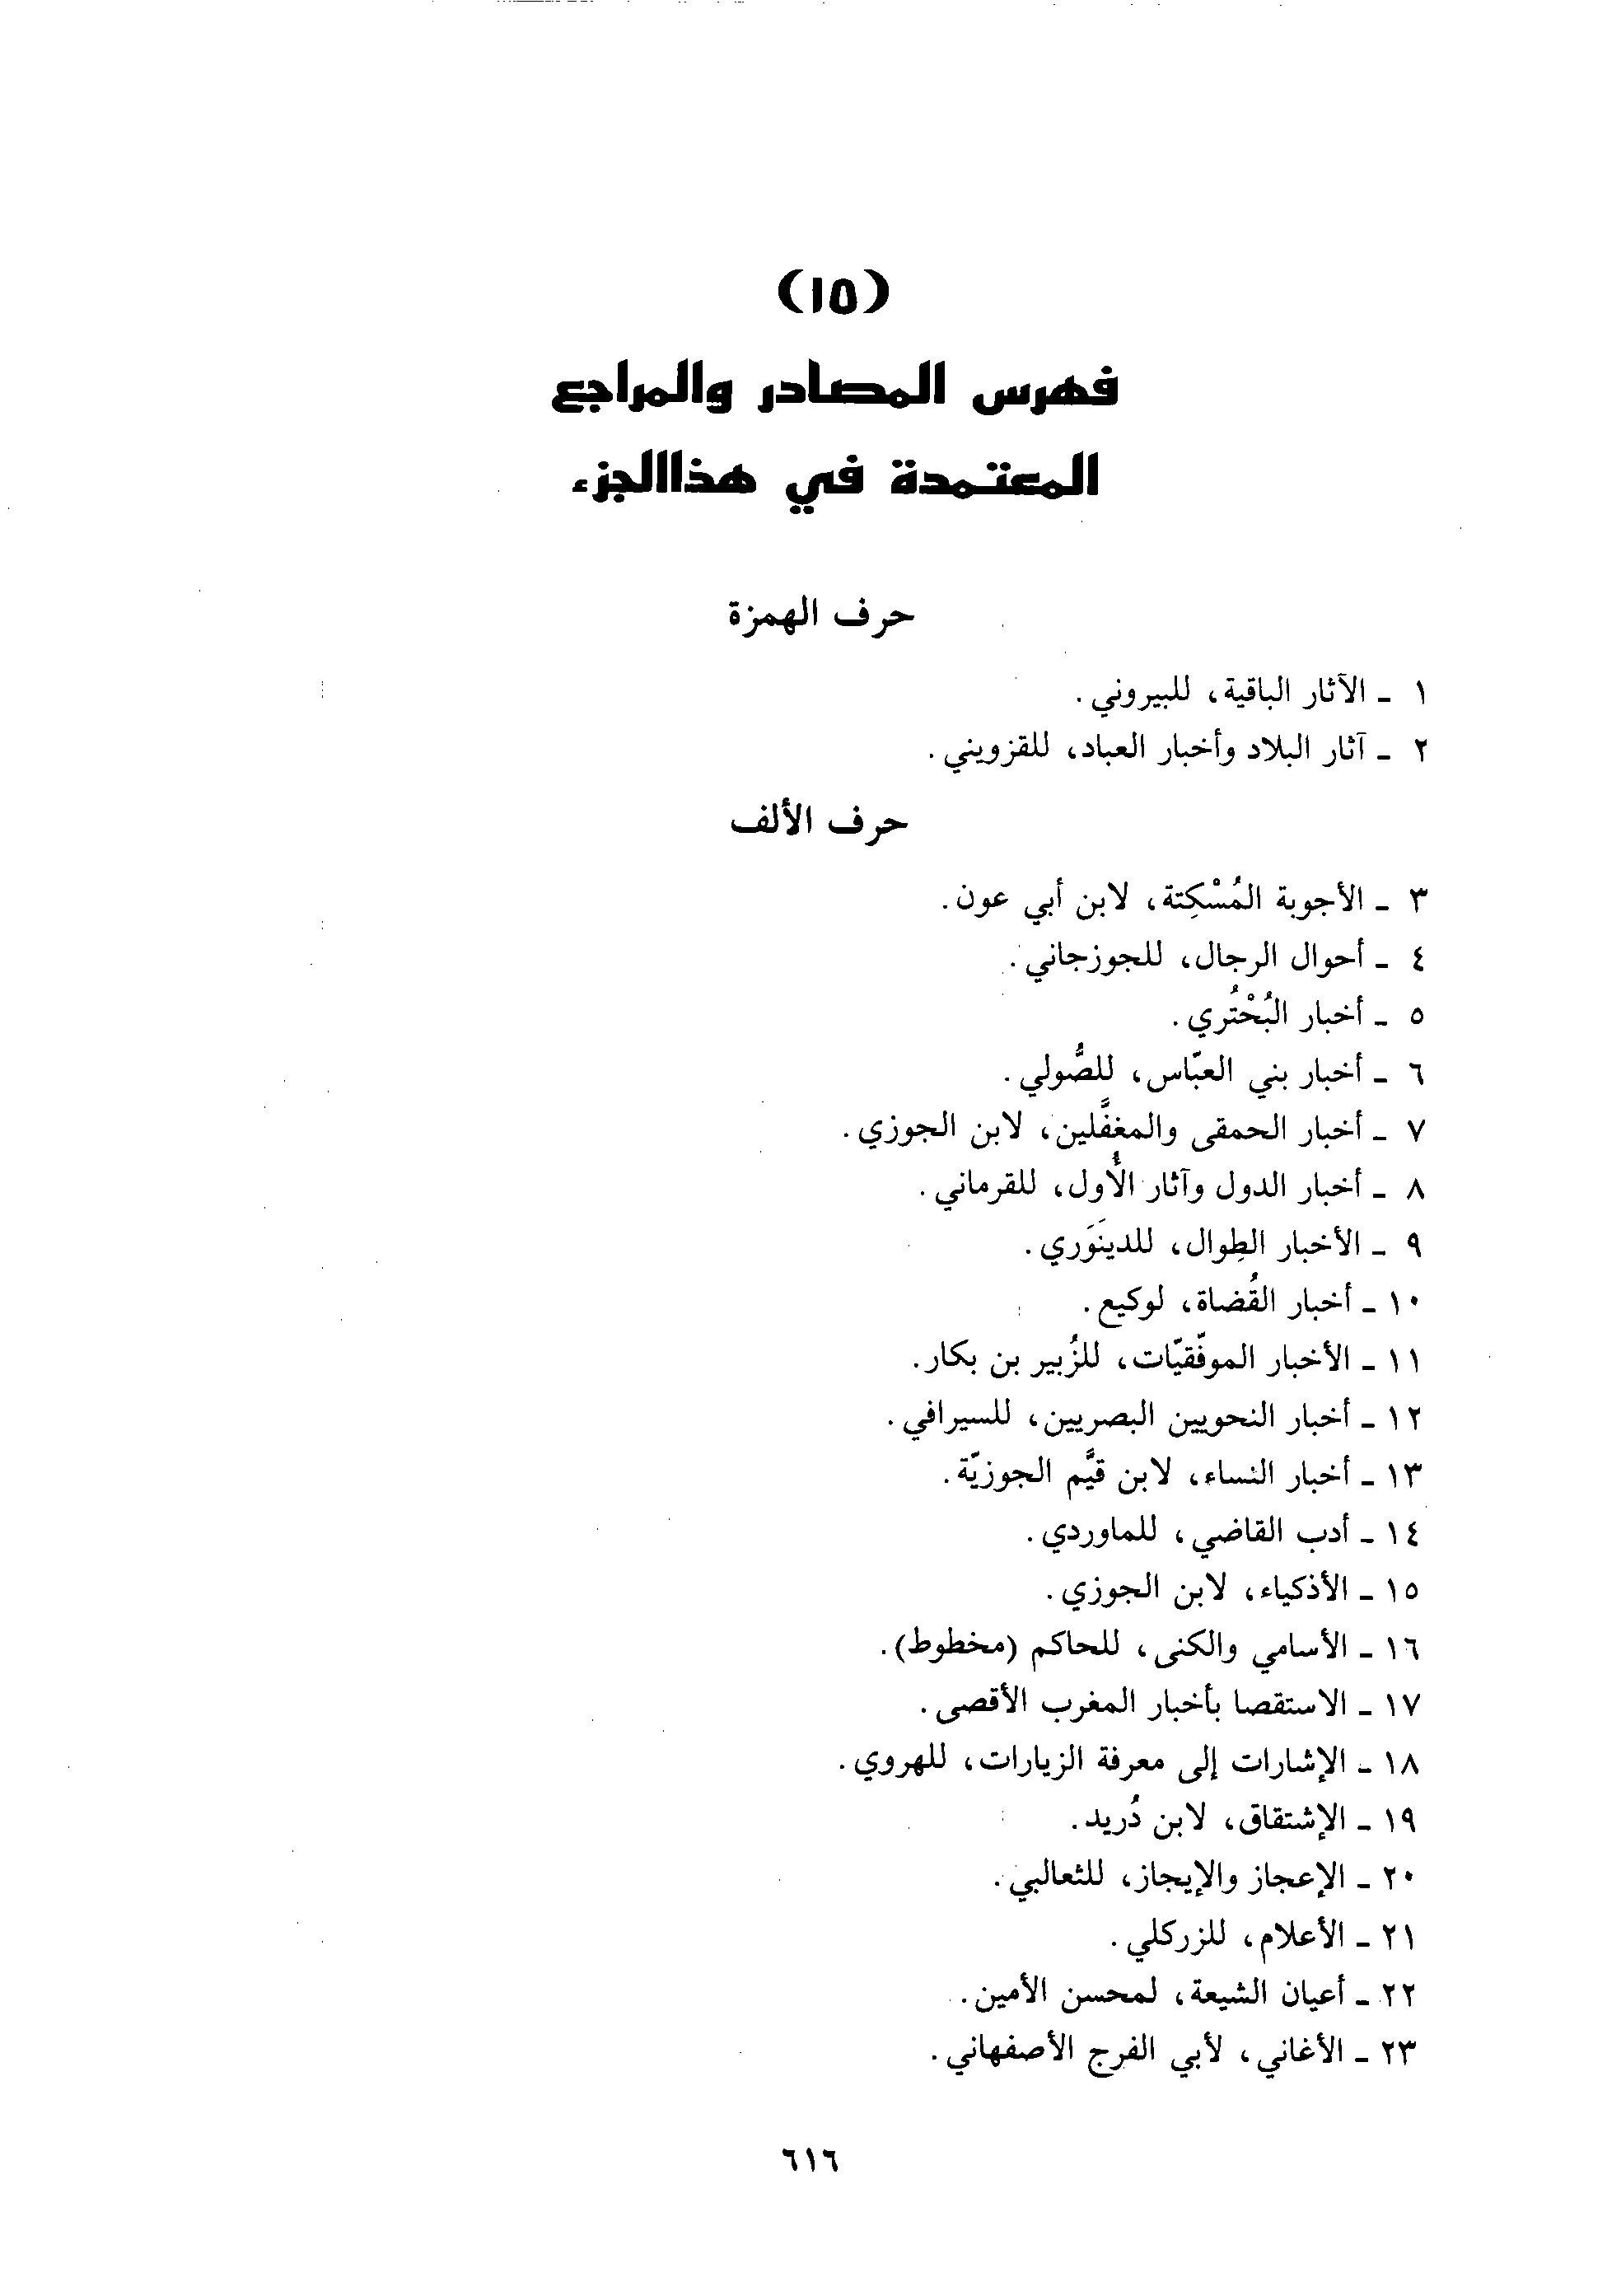 (١٥)
فهرس المصادر والمراجع
المعتمدة في هذاالجزء
حرف الهمزة
١ ـ الآثار الباقية، للبيروني.
٢ ـ آثار البلاد وأخبار العباد، للقزويني.
حرف الألف
٣ ـ الأجوبة المُسْكِتة، لابن أبي عون.
٤ ـ أحوال الرجال، للجوزجاني.
٥ ـ أخبار البُحْتُري.
٦ ـ أخبار بني العبّاس، للصُّولي.
٧ ـ أخبار الحمقى والمغفَّلين، لابن الجوزي.
٨ ـ أخبار الدول وآثار الأُول، للقرماني.
٩ ـ الأخبار الطِوال، للدينَوَري.
١٠ ـ أخبار القُضاة، لوكيع.
١١ ـ الأخبار الموفّقيّات، للزُبير بن بكار.
١٢ ـ أخبار النحويين البصريين، للسيرافي.
١٣ ـ أخبار النساء، لابن قيَّم الجوزيّة.
١٤ ـ أدب القاضي، للماوردي.
١٥ ـ الأذكياء، لابن الجوزي.
١٦ ـ الأسامي والكنى، للحاكم (مخطوط).
١٧ ـ الاستقصا بأخبار المغرب الأقصى.
١٨ ـ الإشارات إلى معرفة الزيارات، للهروي.
١٩ ـ الإشتقاق، لابن دُريد.
٢٠ ـ الإعجاز والإيجاز، للثعالبي.
٢١ ـ الأعلام، للزركلي.
٢٢ ـ أعيان الشيعة، لمحسن الأمين.
٢٣ ـ الأغاني، لأبي الفرج الأصفهاني.
٦١٦